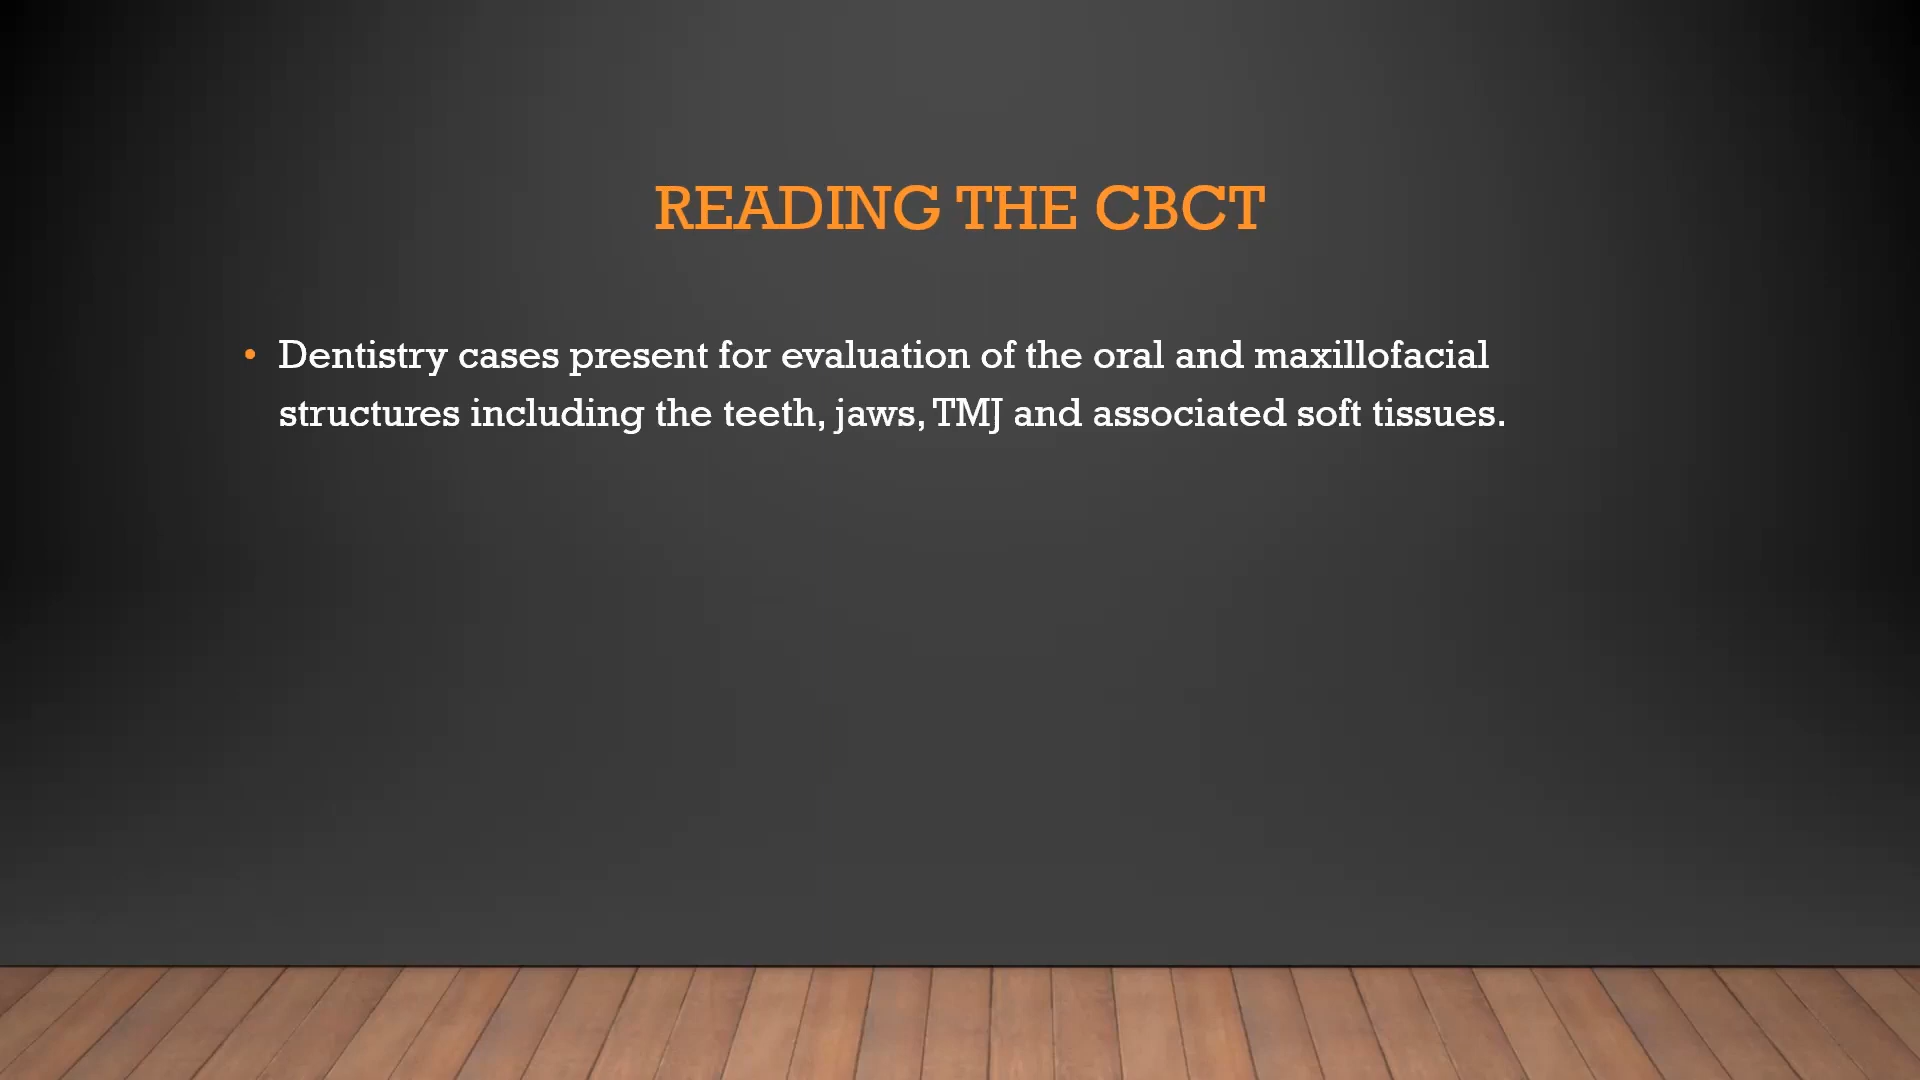 READING THE CBCT
• Dentistry cases present for evaluation of the oral and maxillofacial
structures including the teeth, jaws, TMJ and associated soft tissues.